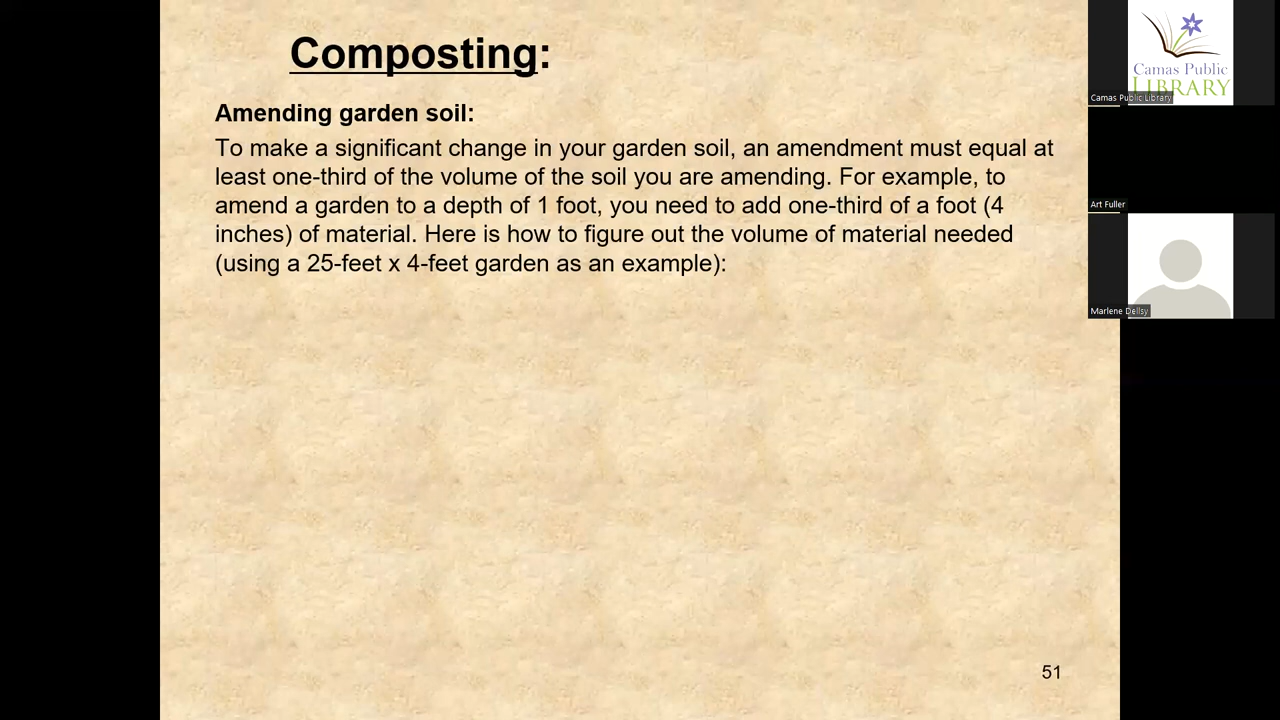 Composting:
Amending garden soil:
To make a significant change in your garden soil, an amendment must equal at
least one-third of the volume of the soil you are amending. For example, to
amend a garden to a depth of 1 foot, you need to add one-third of a foot (4
inches) of material. Here is how to figure out the volume of material needed
(using a 25-feet x 4-feet garden as an example):
51
Camas Public
LIBRARY
Camas Public Library
Art Fuller
Marlene Dellsy